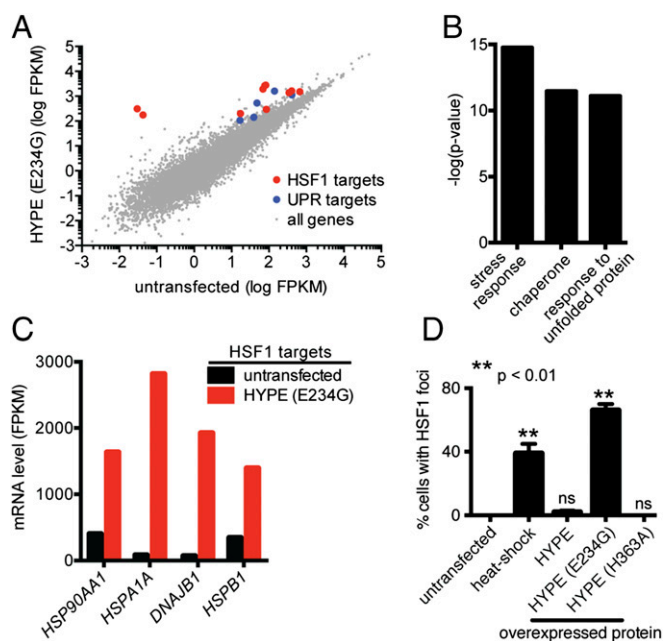 A
HYPE (E234G) (log FPKM)
5
4
3
2
1
0
-1
-2
-3
-3
-2
-1
0
1
2
3
4
5
untransfected (log FPKM)
HSF1 targets
UPR targets
all genes
B
-log(p-value)
15
10
5
0
stress
response
chaperone
response to
unfolded protein
C
HSF1 targets
untransfected
HYPE (E234G)
mRNA level (FPKM)
3000
2000
1000
0
HSP90AA1
HSPA1A
DNAJB1
HSPB1
D
** p < 0.01
% cells with HSF1 foci
80
40
0
**
ns
**
ns
untransfected
heat-shock
HYPE
HYPE (E234G)
HYPE (H363A)
overexpressed protein